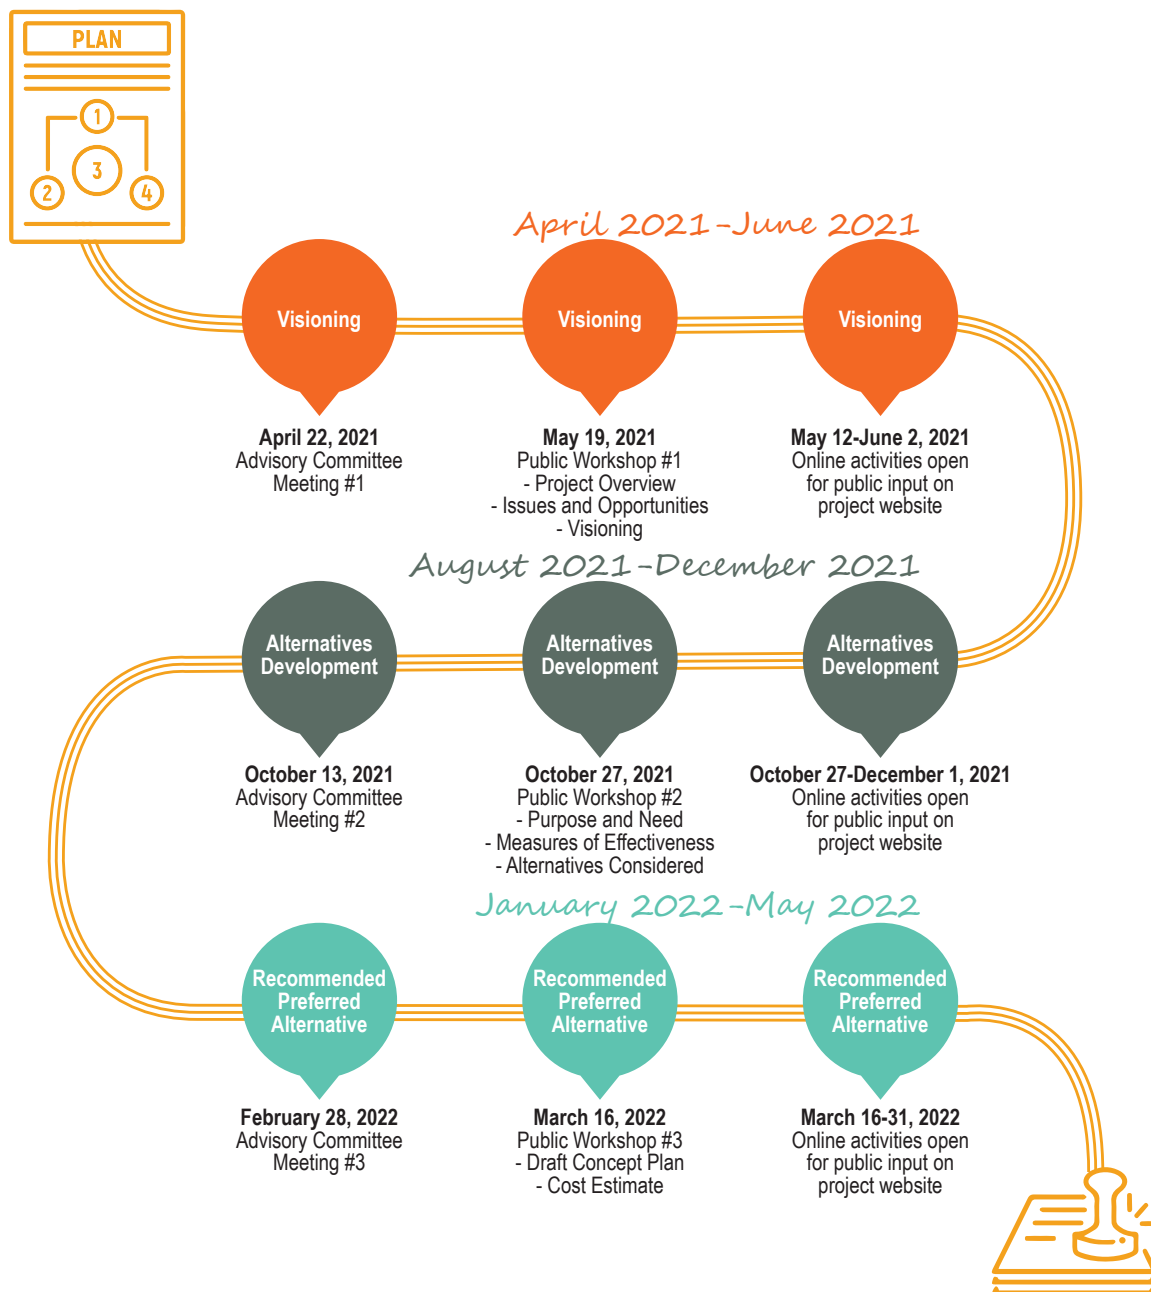 PLAN
1
3
2
4
April 2021-June 2021
Visioning
Visioning
Visioning
April 22, 2021
Advisory Committee
Meeting #1
May 19, 2021
Public Workshop #1
- Project Overview
- Issues and Opportunities
- Visioning
May 12-June 2, 2021
Online activities open
for public input on
project website
August 2021-December 2021
Alternatives
Development
Alternatives
Development
Alternatives
Development
October 13, 2021
Advisory Committee
Meeting #2
October 27, 2021
Public Workshop #2
- Purpose and Need
- Measures of Effectiveness
- Alternatives Considered
October 27-December 1, 2021
Online activities open
for public input on
project website
January 2022-May 2022
Recommended
Preferred
Alternative
Recommended
Preferred
Alternative
Recommended
Preferred
Alternative
February 28, 2022
Advisory Committee
Meeting #3
March 16, 2022
Public Workshop #3
- Draft Concept Plan
- Cost Estimate
March 16-31, 2022
Online activities open
for public input on
project website